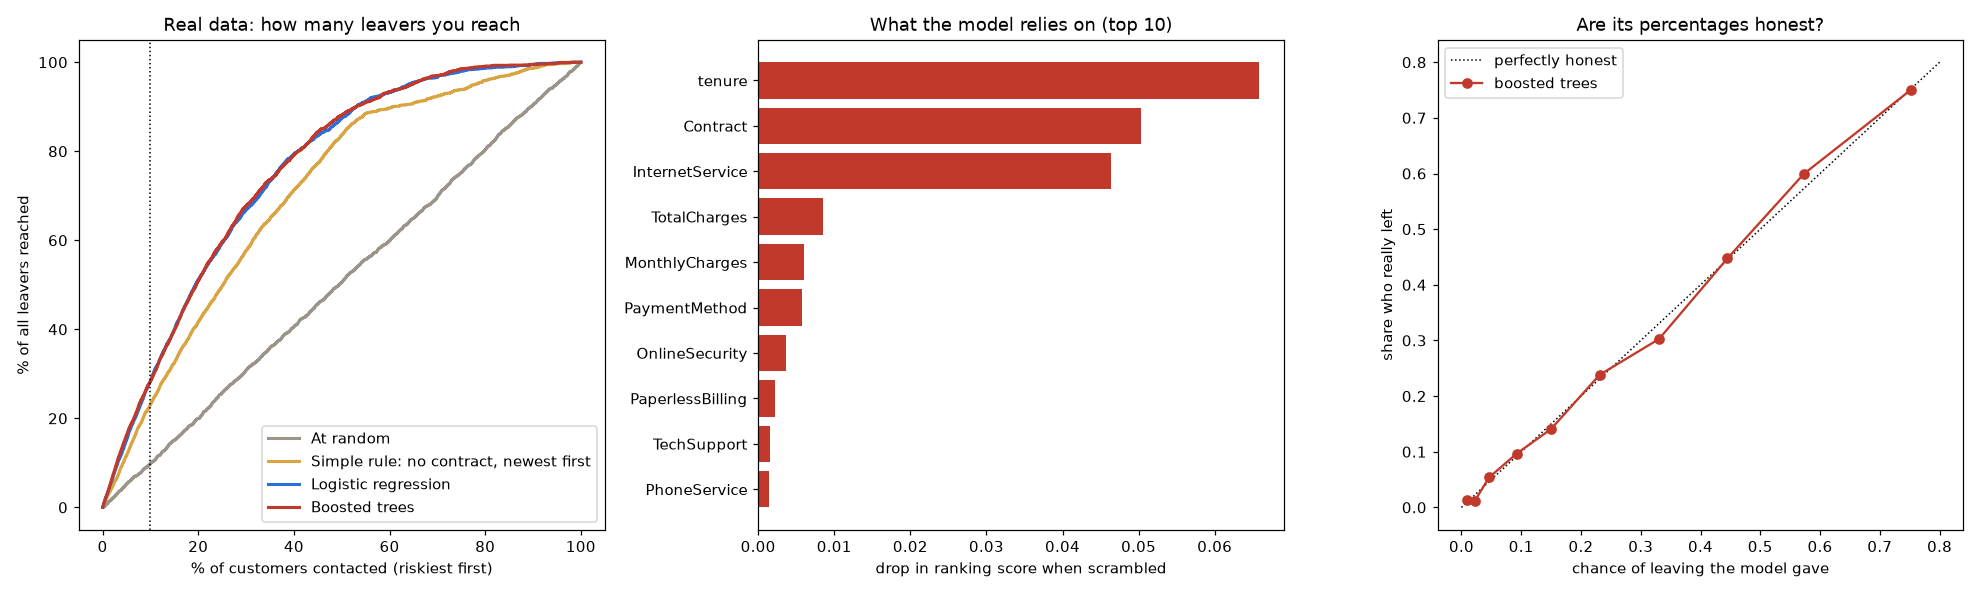 Real data: how many leavers you reach
% of all leavers reached
100
80
60
40
20
0
At random
Simple rule: no contract, newest first
Logistic regression
Boosted trees
0 20 40 60 80 100
% of customers contacted (riskiest first)
What the model relies on (top 10)
tenure
Contract
InternetService
TotalCharges
MonthlyCharges
PaymentMethod
OnlineSecurity
PaperlessBilling
TechSupport
PhoneService
0.00 0.01 0.02 0.03 0.04 0.05 0.06
drop in ranking score when scrambled
Are its percentages honest?
perfectly honest
boosted trees
share who really left
0.8
0.7
0.6
0.5
0.4
0.3
0.2
0.1
0.0
0.0 0.1 0.2 0.3 0.4 0.5 0.6 0.7 0.8
chance of leaving the model gave